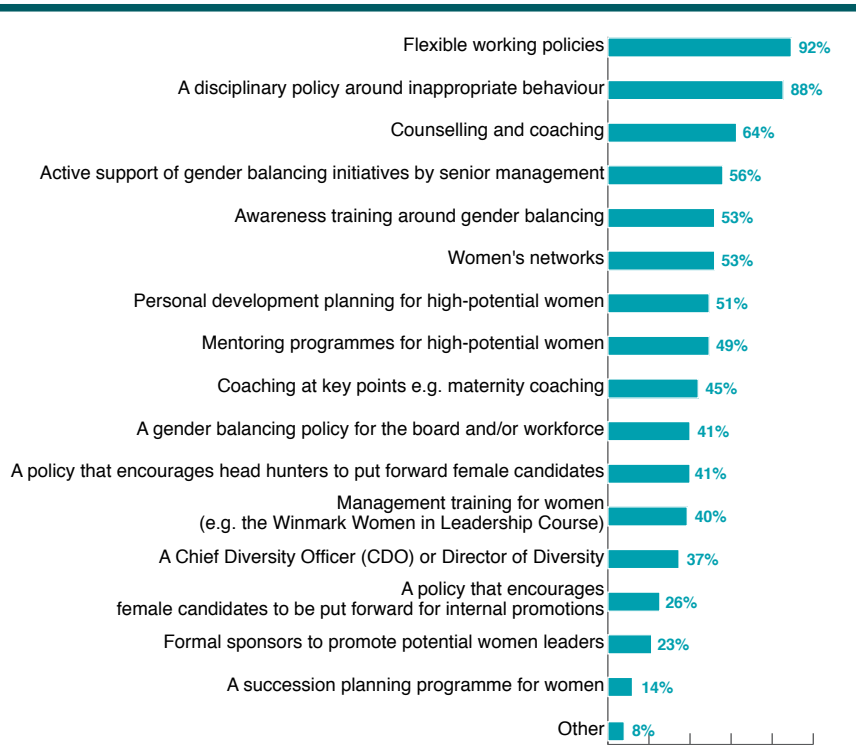 Flexible working policies 92%
A disciplinary policy around inappropriate behaviour 88%
Counselling and coaching 64%
Active support of gender balancing initiatives by senior management 56%
Awareness training around gender balancing 53%
Women's networks 53%
Personal development planning for high-potential women 51%
Mentoring programmes for high-potential women 49%
Coaching at key points e.g. maternity coaching 45%
A gender balancing policy for the board and/or workforce 41%
A policy that encourages head hunters to put forward female candidates 41%
Management training for women
(e.g. the Winmark Women in Leadership Course) 40%
A Chief Diversity Officer (CDO) or Director of Diversity 37%
A policy that encourages
female candidates to be put forward for internal promotions 26%
Formal sponsors to promote potential women leaders 23%
A succession planning programme for women 14%
Other 8%